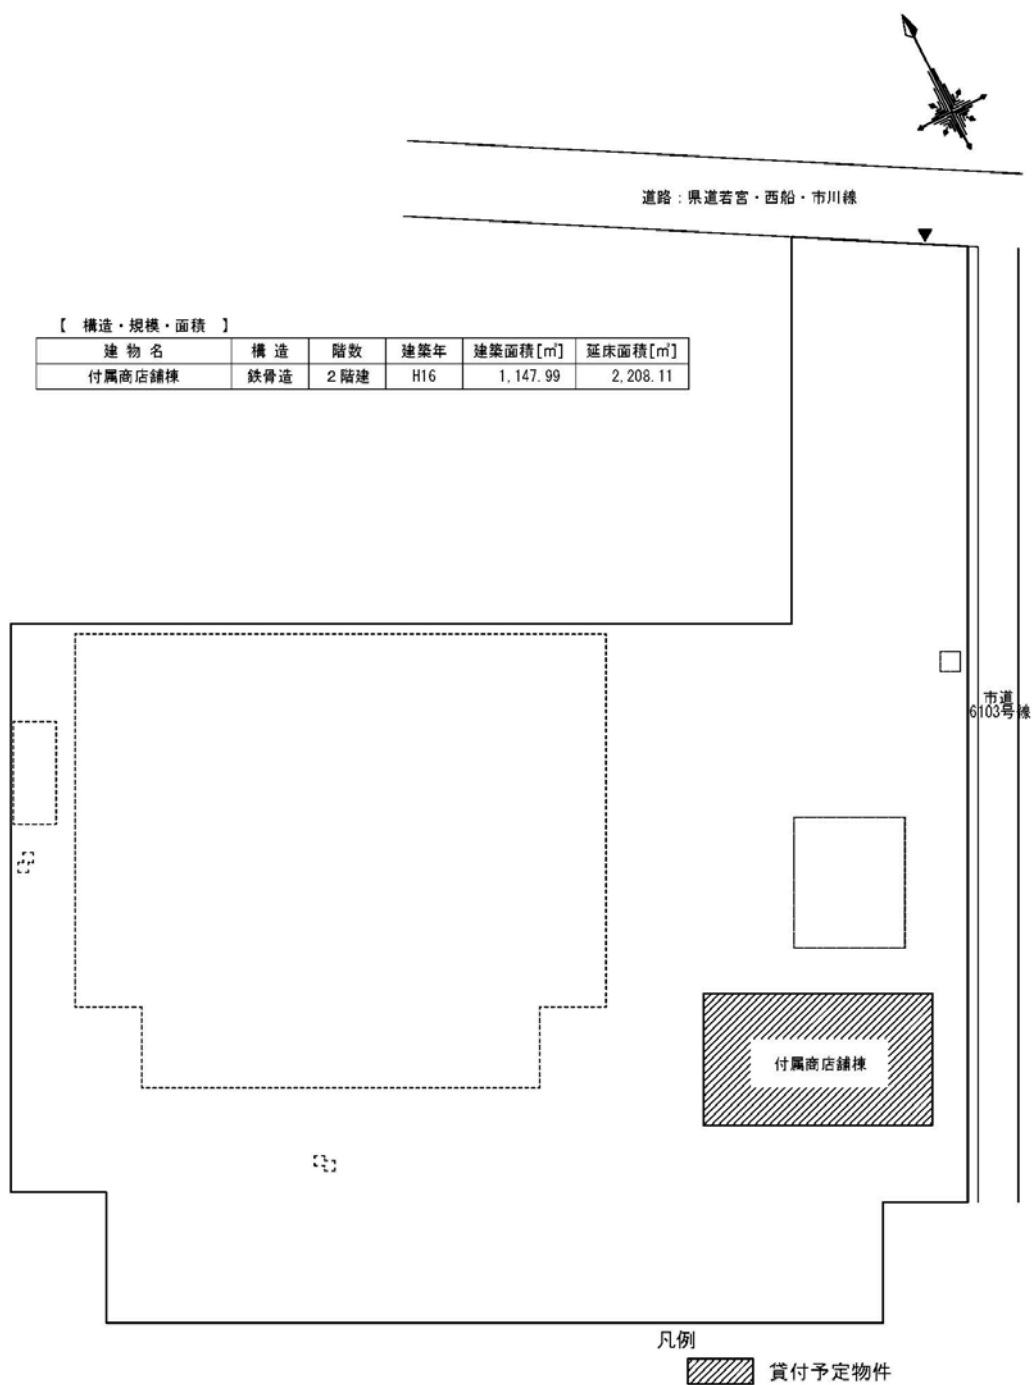 道路：県道若宮・西船・市川線
【 構造・規模・面積 】
建物名 構造 階数 建築年 建築面積[㎡] 延床面積[㎡]
付属商店舗棟 鉄骨造 2階建 H16 1,147.99 2,208.11
市道
6103号線
付属商店舗棟
凡例
貸付予定物件